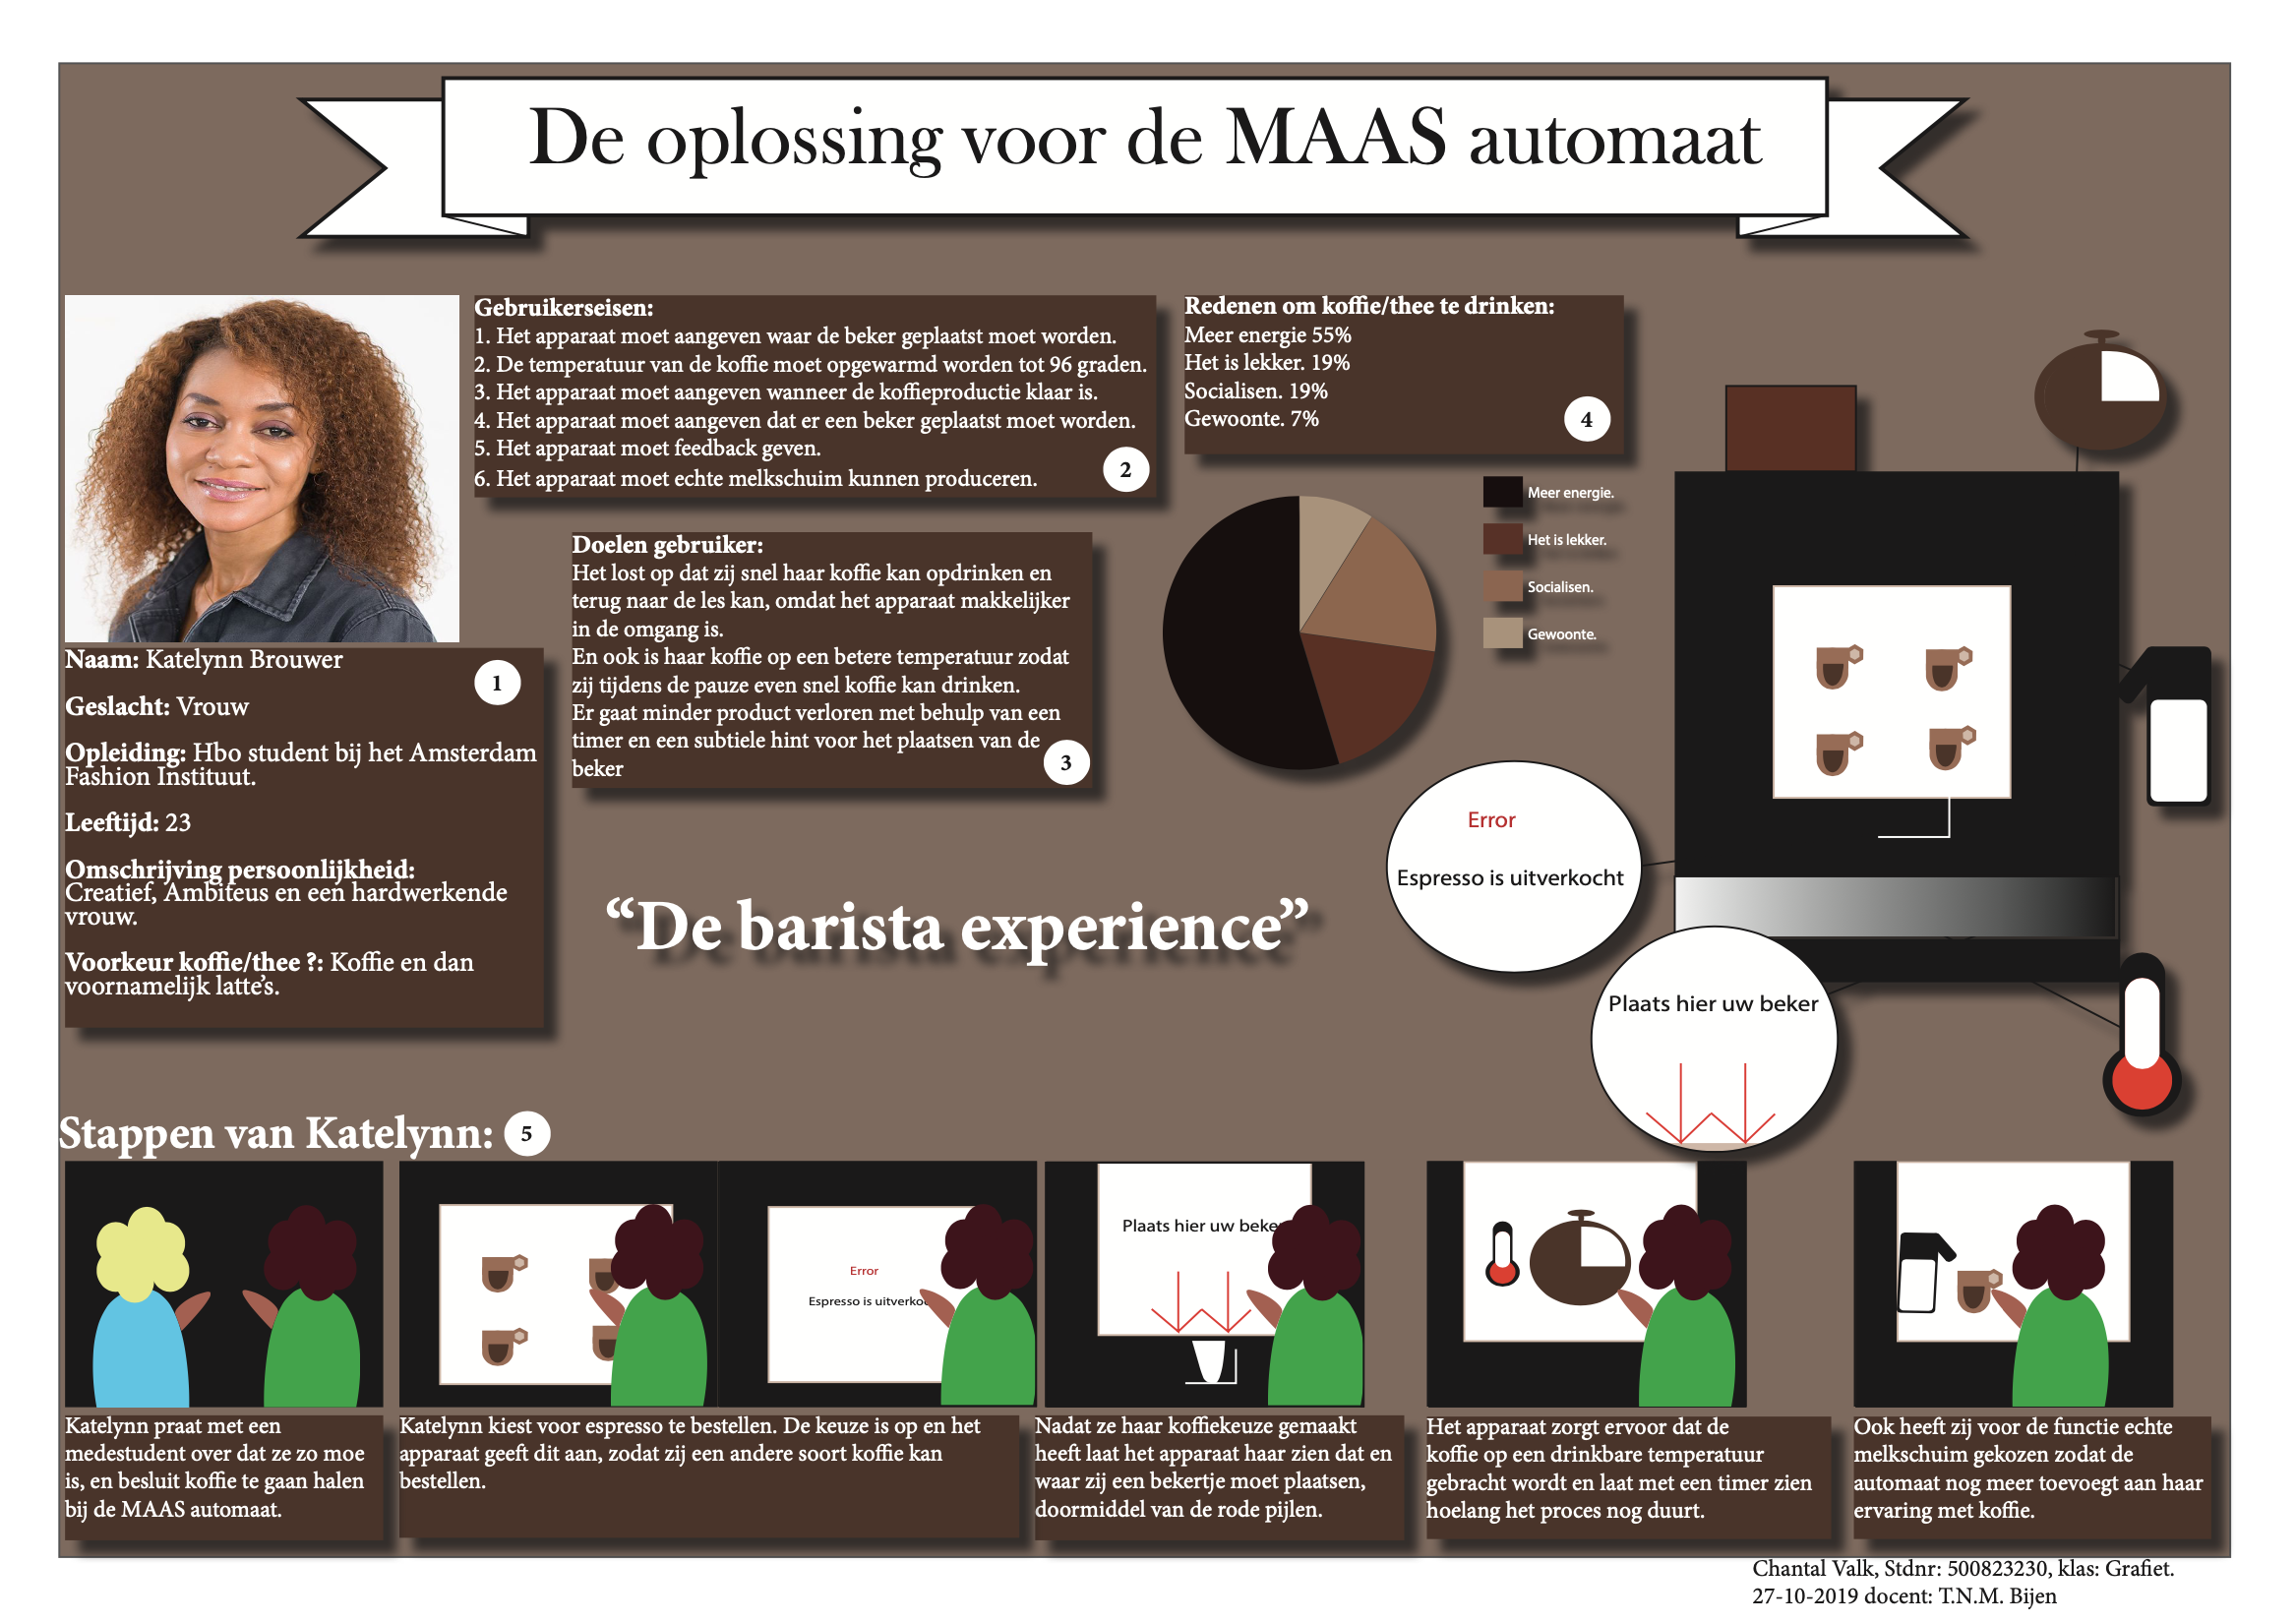 De oplossing voor de MAAS automaat
Naam: Katelynn Brouwer
1
Geslacht: Vrouw
Opleiding: Hbo student bij het Amsterdam
Fashion Instituut.
Leeftijd: 23
Omschrijving persoonlijkheid:
Creatief, Ambiteus en een hardwerkende
vrouw.
Voorkeur koffie/thee ?: Koffie en dan
voornamelijk latte's.
Gebruikerseisen:
1. Het apparaat moet aangeven waar de beker geplaatst moet worden.
2. De temperatuur van de koffie moet opgewarmd worden tot 96 graden.
3. Het apparaat moet aangeven wanneer de koffieproductie klaar is.
4. Het apparaat moet aangeven dat er een beker geplaatst moet worden.
5. Het apparaat moet feedback geven.
6. Het apparaat moet echte melkschuim kunnen produceren.
2
Doelen gebruiker:
Het lost op dat zij snel haar koffie kan opdrinken en
terug naar de les kan, omdat het apparaat makkelijker
in de omgang is.
En ook is haar koffie op een betere temperatuur zodat
zij tijdens de pauze even snel koffie kan drinken.
Er gaat minder product verloren met behulp van een
timer en een subtiele hint voor het plaatsen van de
beker
3
Redenen om koffie/thee te drinken:
Meer energie 55%
Het is lekker. 19%
Socialisen. 19%
Gewoonte. 7%
4
Meer energie.
Het is lekker.
Socialisen.
Gewoonte.
Error
Espresso is uitverkocht
Plaats hier uw beker
“De barista experience”
Stappen van Katelynn:
5
Error
Espresso is uitverko
Plaats hier uw beke
Katelynn praat met een
medestudent over dat ze zo moe
is, en besluit koffie te gaan halen
bij de MAAS automaat.
Katelynn kiest voor espresso te bestellen. De keuze is op en het
apparaat geeft dit aan, zodat zij een andere soort koffie kan
bestellen.
Nadat ze haar koffiekeuze gemaakt
heeft laat het apparaat haar zien dat en
waar zij een bekertje moet plaatsen,
doormiddel van de rode pijlen.
Het apparaat zorgt ervoor dat de
koffie op een drinkbare temperatuur
gebracht wordt en laat met een timer zien
hoelang het proces nog duurt.
Ook heeft zij voor de functie echte
melkschuim gekozen zodat de
automaat nog meer toevoegt aan haar
ervaring met koffie.
Chantal Valk, Stdnr: 500823230, klas: Grafiet.
27-10-2019 docent: T.N.M. Bijen